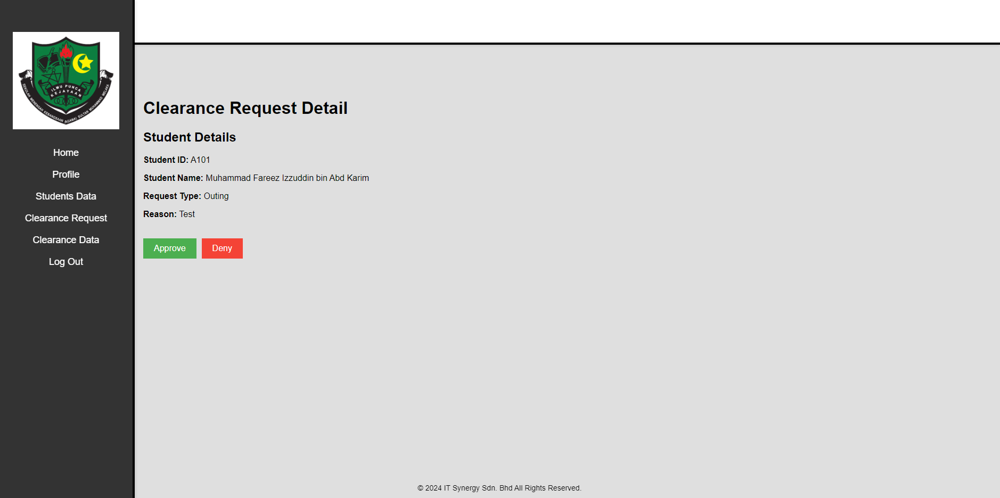 ILMU PUNCA
KEJAYAAN
SEKOLAH MENENGAH KEBANGSAAN (AGAMA) SULTAN MUHAMMAD MELAKA
Home
Profile
Students Data
Clearance Request
Clearance Data
Log Out
Clearance Request Detail
Student Details
Student ID: A101
Student Name: Muhammad Fareez Izzuddin bin Abd Karim
Request Type: Outing
Reason: Test
Approve
Deny
© 2024 IT Synergy Sdn. Bhd All Rights Reserved.